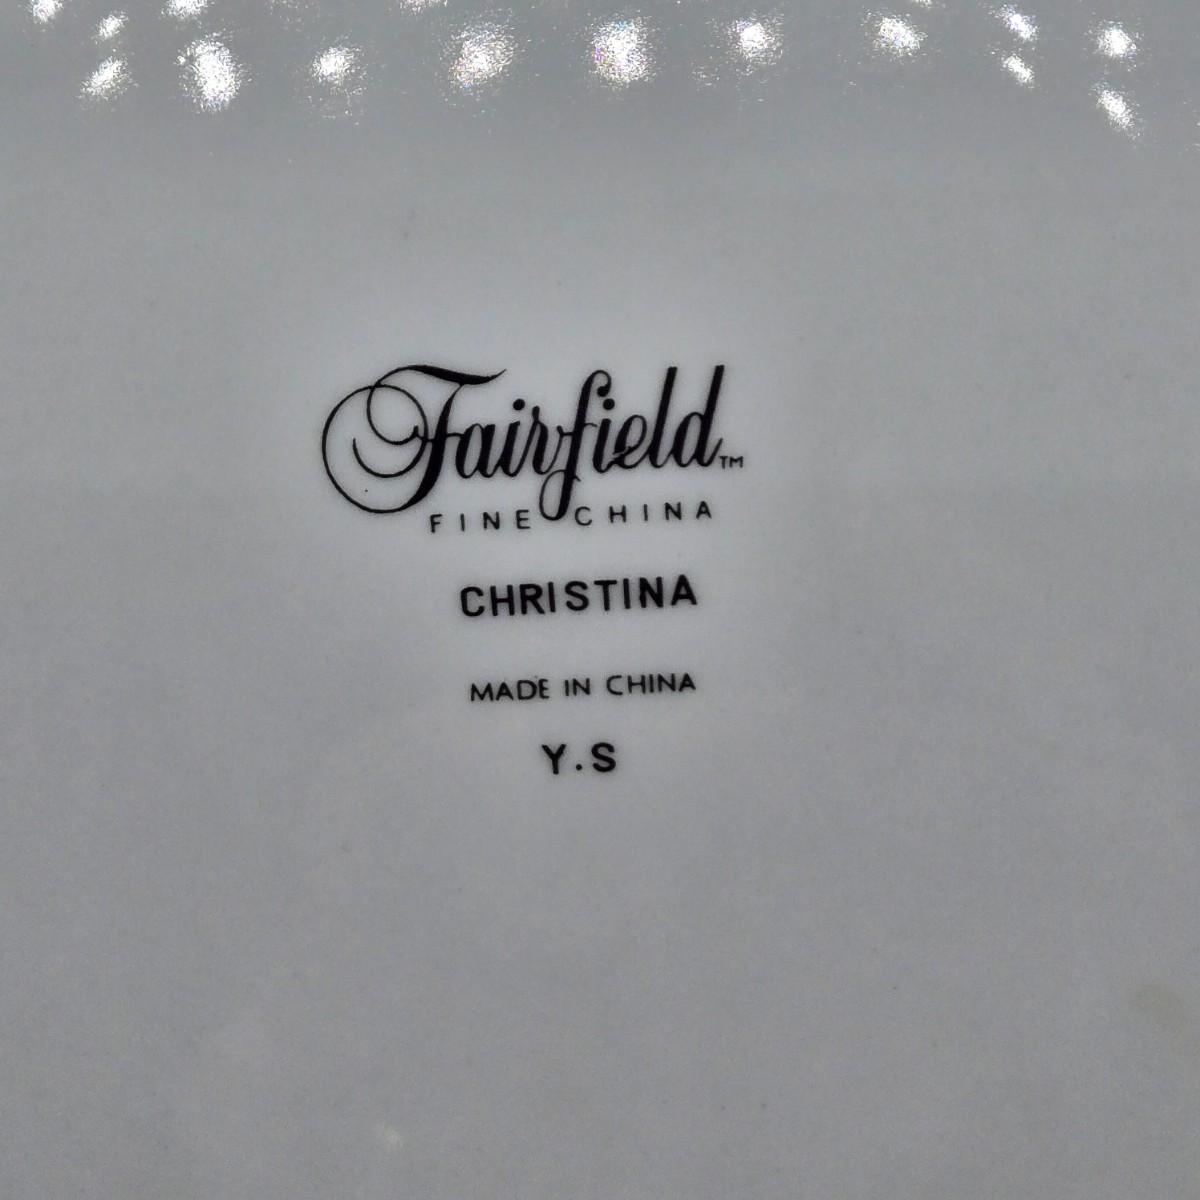 Fairfield™
FINE CHINA
CHRISTINA
MADE IN CHINA
Y.S